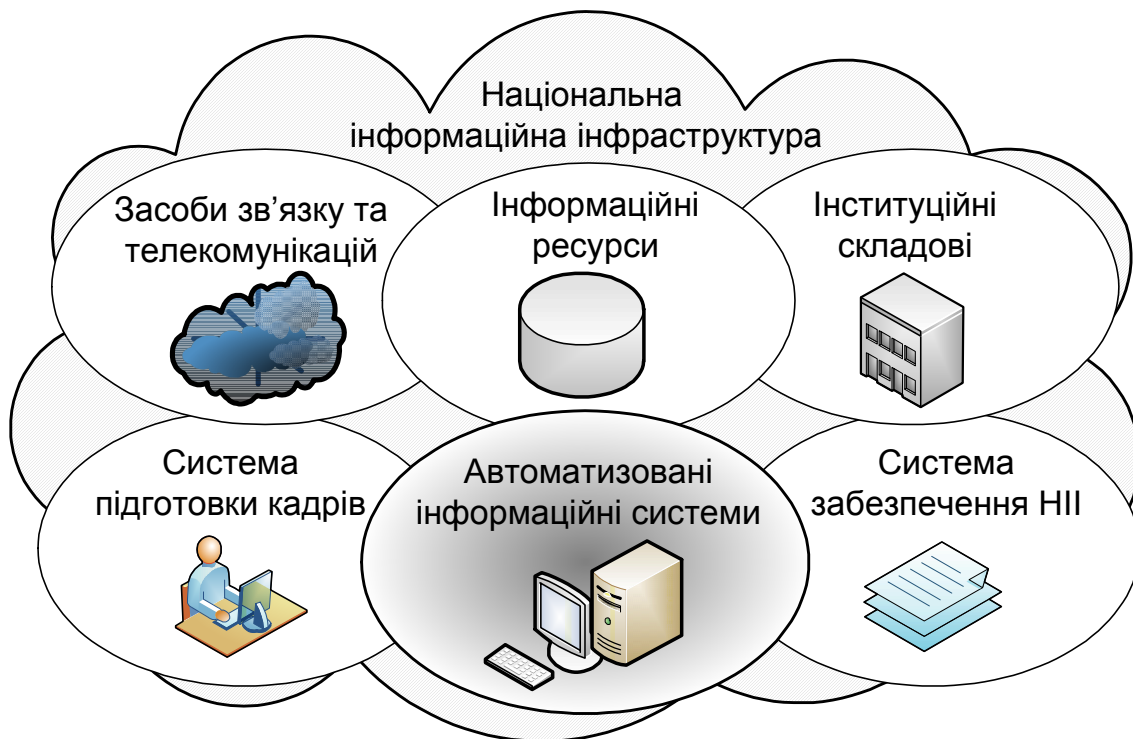 Національна
інформаційна інфраструктура
Засоби зв’язку та
телекомунікацій
Інформаційні
ресурси
Інституційні
складові
Система
підготовки кадрів
Автоматизовані
інформаційні системи
Система
забезпечення НІІ